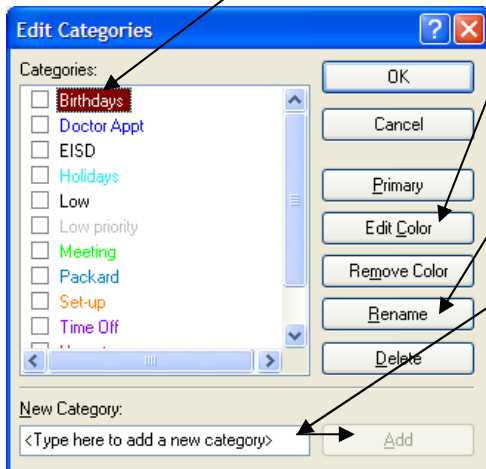 Edit Categories
Categories:
Birthdays
Doctor Appt
EISD
Holidays
Low
Low priority
Meeting
Packard
Set-up
Time Off
OK
Cancel
Primary
Edit Color
Remove Color
Rename
Delete
New Category:
<Type here to add a new category>
Add